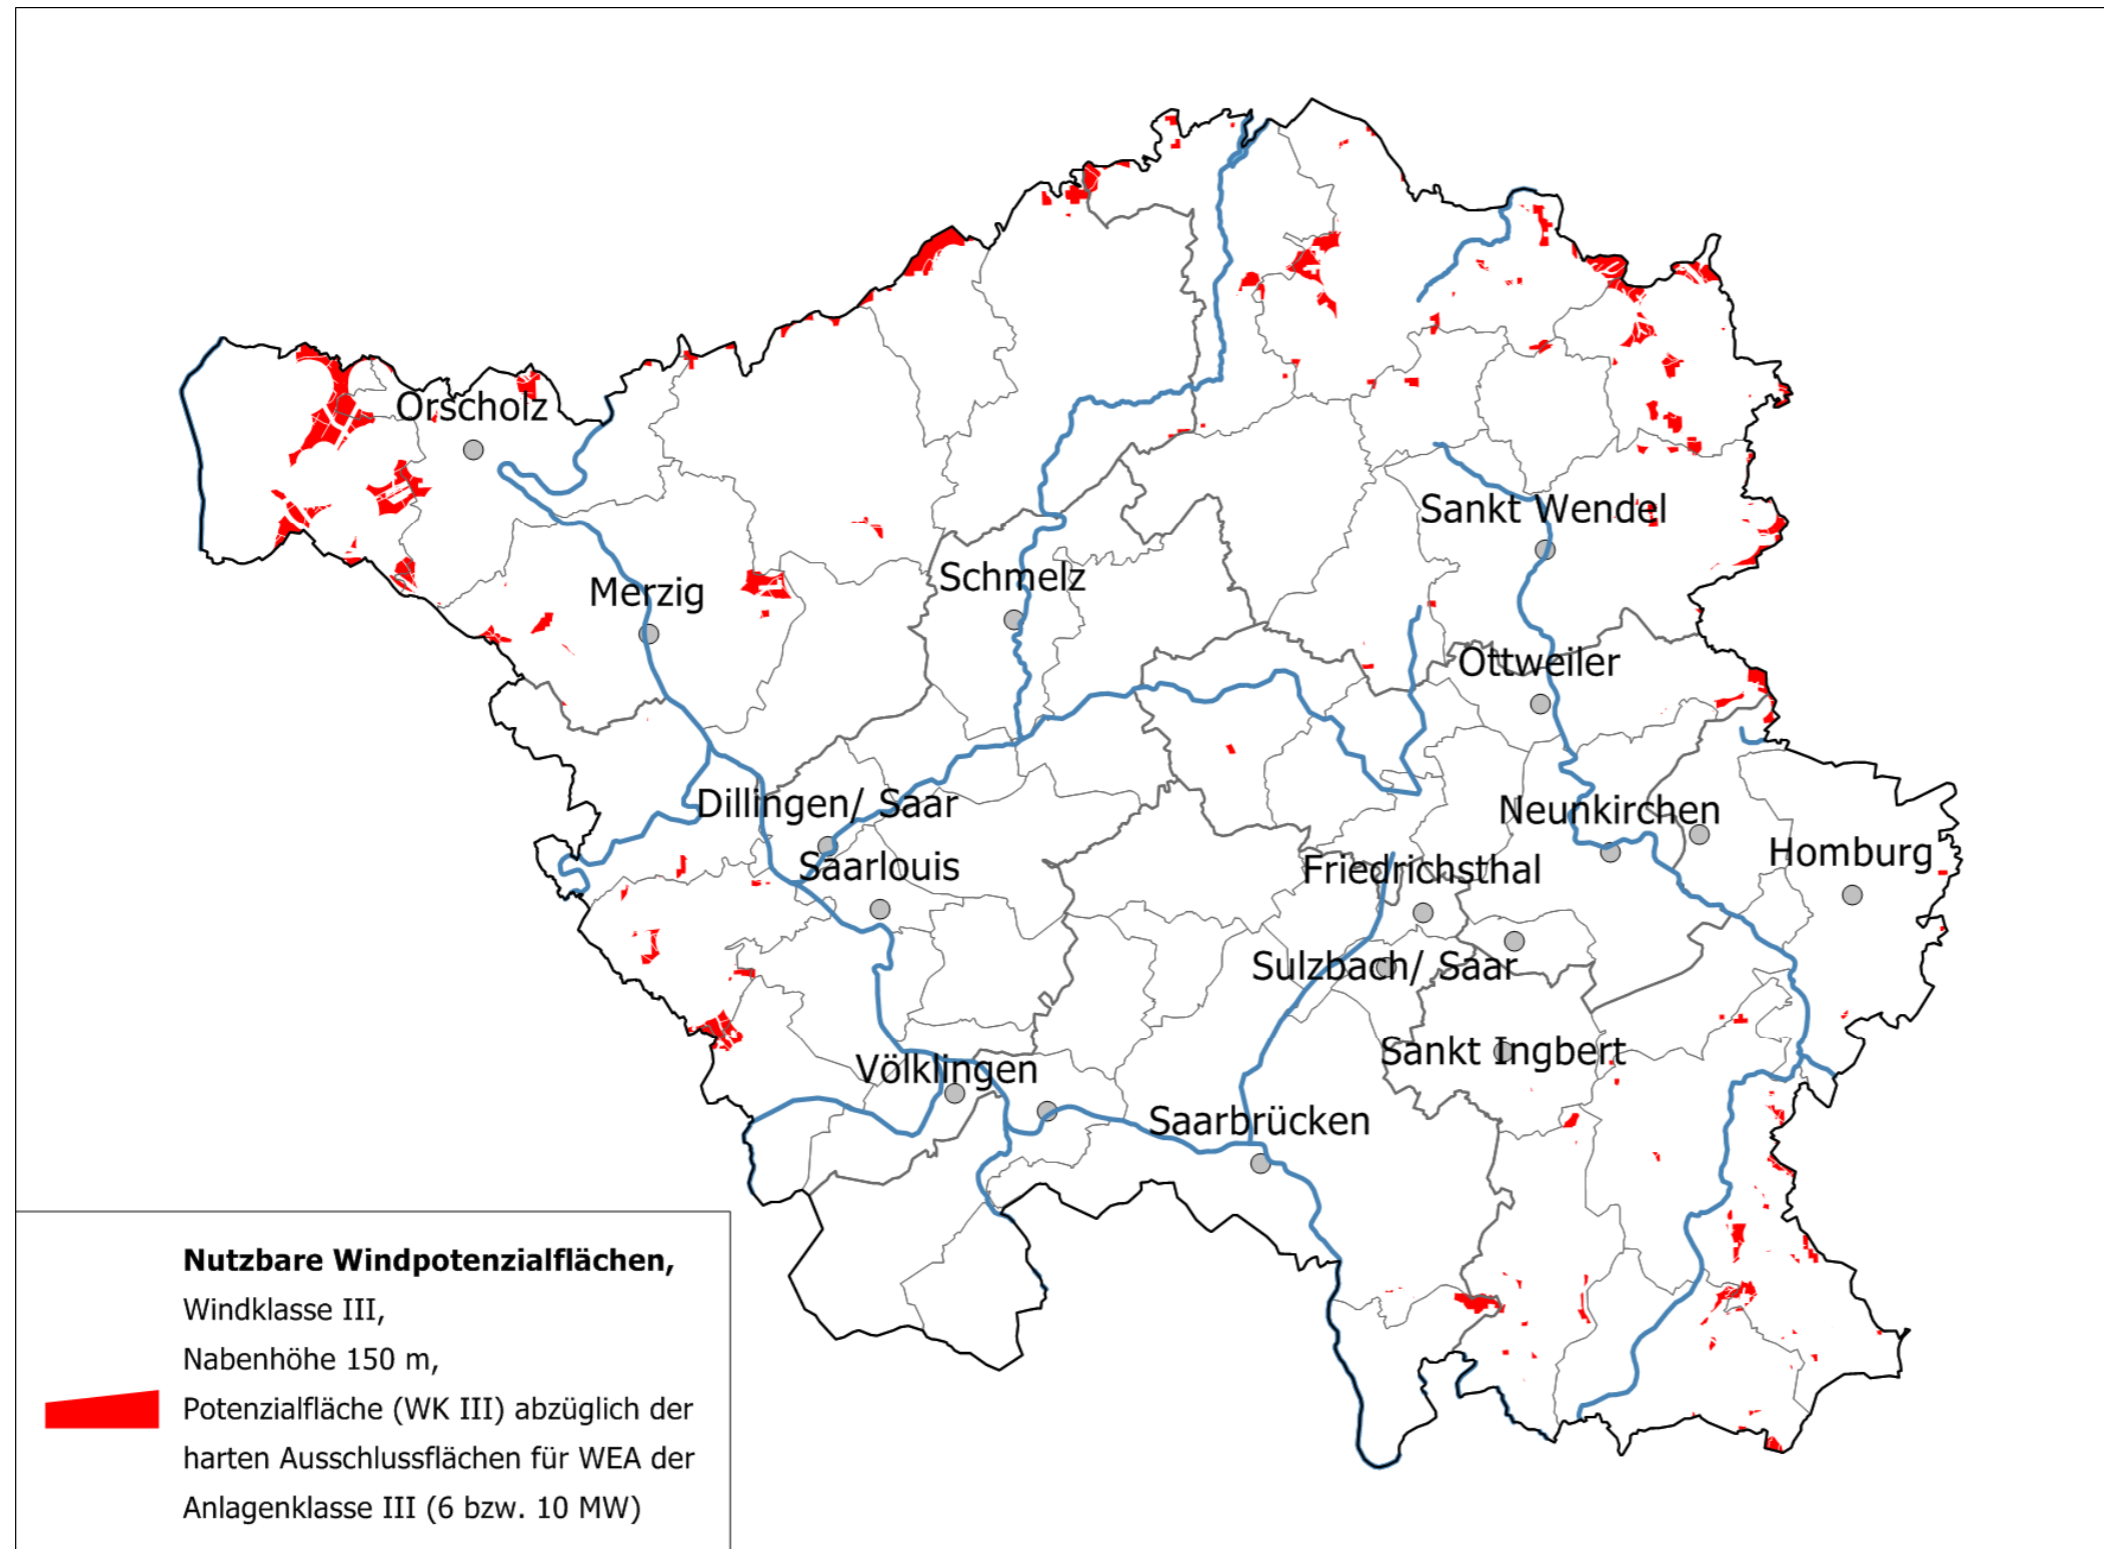 Orscholz
Sankt Wendel
Merzig
Schmelz
Ottweiler
Dillingen/ Saar
Neunkirchen
Saarlouis
Friedrichsthal
Homburg
Sulzbach/ Saar
Sankt Ingbert
Völklingen
Saarbrücken
Nutzbare Windpotenzialflächen,
Windklasse III,
Nabenhöhe 150 m,
Potenzialfläche (WK III) abzüglich der
harten Ausschlussflächen für WEA der
Anlagenklasse III (6 bzw. 10 MW)